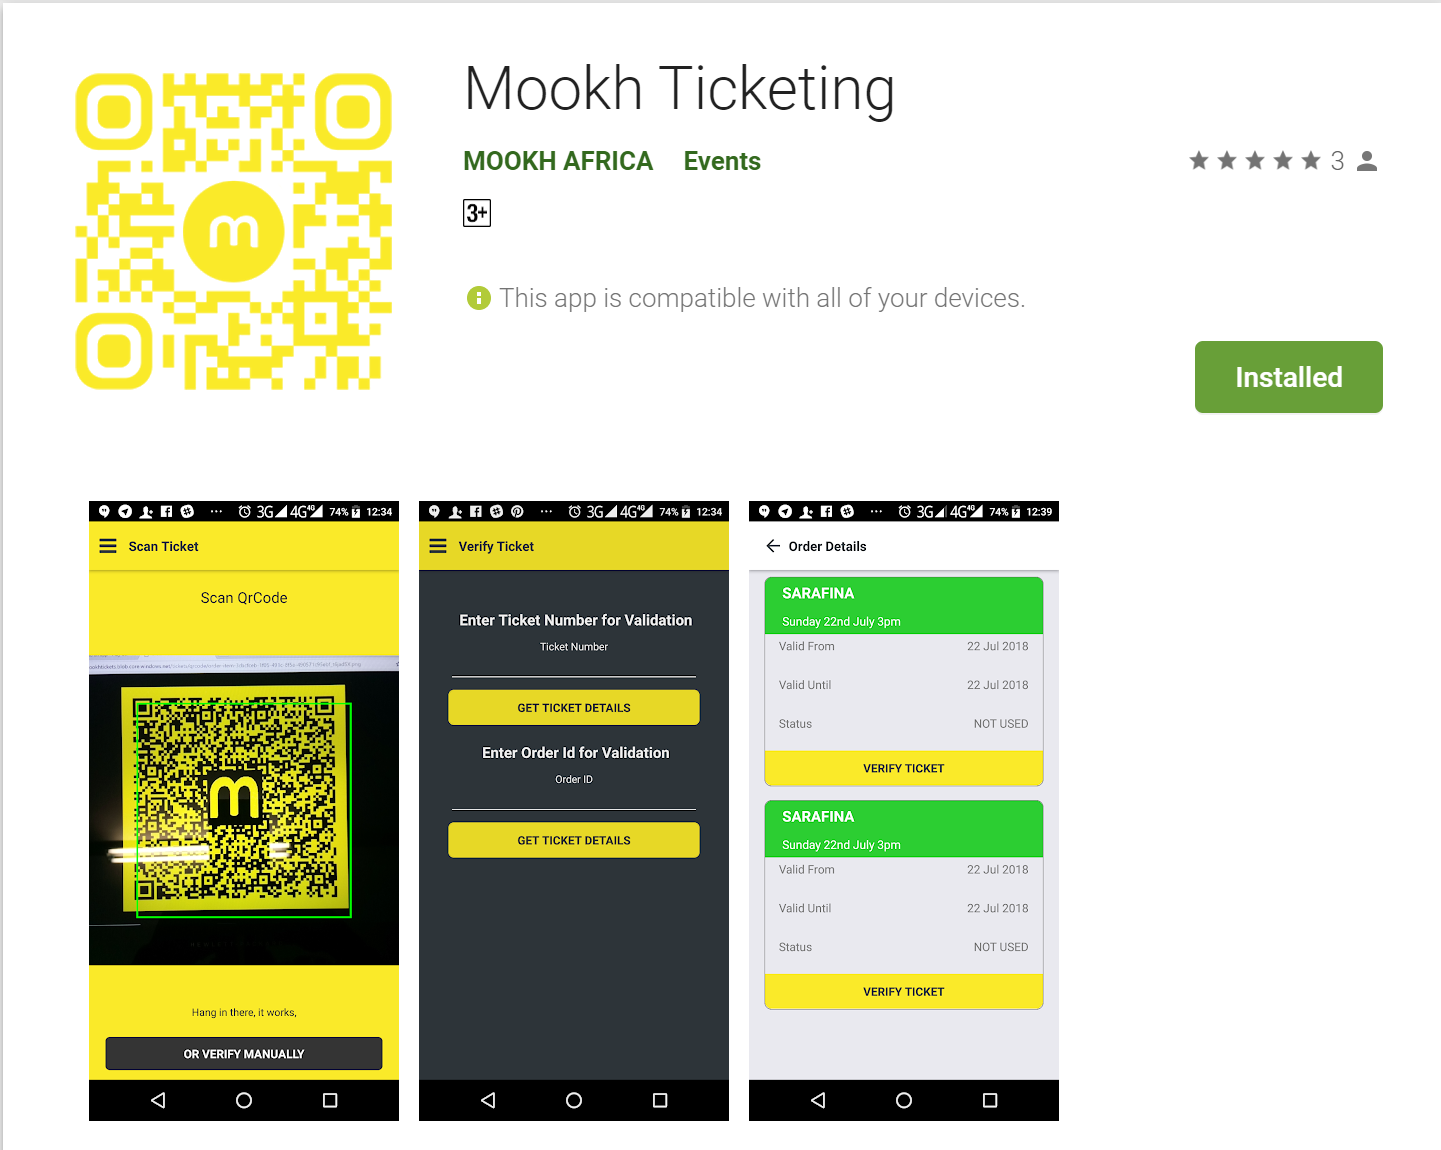 Mookh Ticketing
MOOKH AFRICA Events
3
3+
This app is compatible with all of your devices.
Installed
3G 4G 4G 74% 12:34
Scan Ticket
Scan QrCode
m
Hang in there, it works,
OR VERIFY MANUALLY
3G 4G 4G 74% 12:34
Verify Ticket
Enter Ticket Number for Validation
Ticket Number
GET TICKET DETAILS
Enter Order Id for Validation
Order ID
GET TICKET DETAILS
3G 4G 4G 74% 12:39
Order Details
SARAFINA
Sunday 22nd July 3pm
Valid From 22 Jul 2018
Valid Until 22 Jul 2018
Status NOT USED
VERIFY TICKET
SARAFINA
Sunday 22nd July 3pm
Valid From 22 Jul 2018
Valid Until 22 Jul 2018
Status NOT USED
VERIFY TICKET